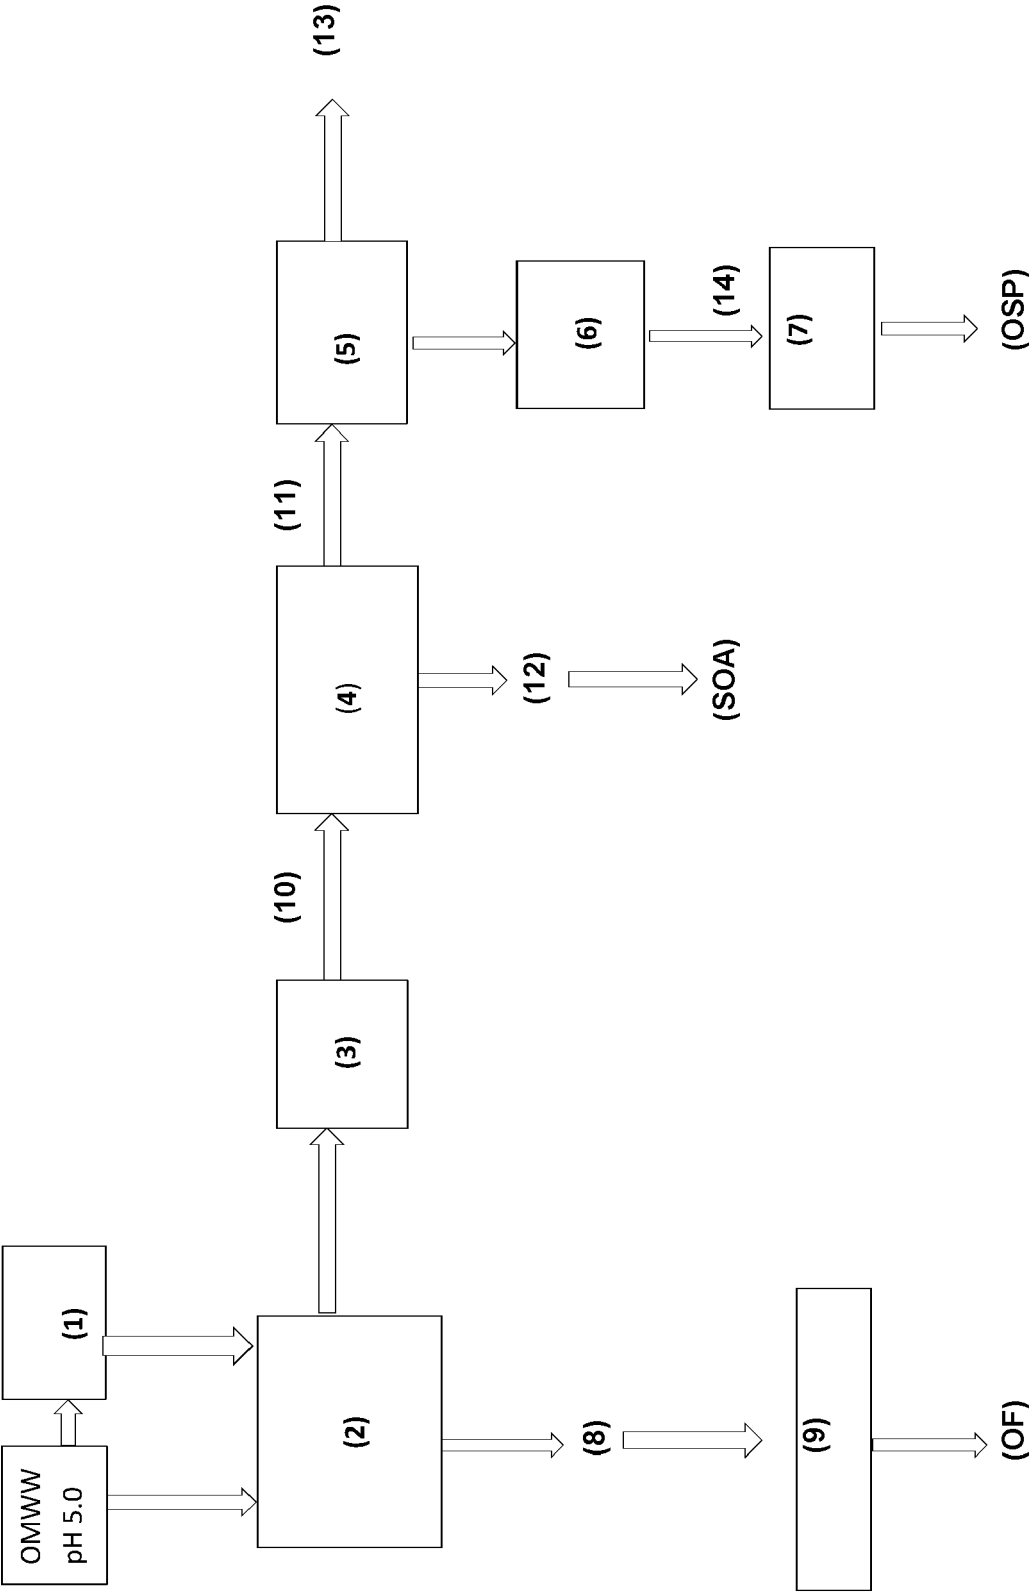 OMWW
pH 5.0
(1)
(10)
(11)
(13)
(2)
(3)
(4)
(5)
(8)
(12)
(6)
(SOA)
(14)
(9)
(7)
(OF)
(OSP)